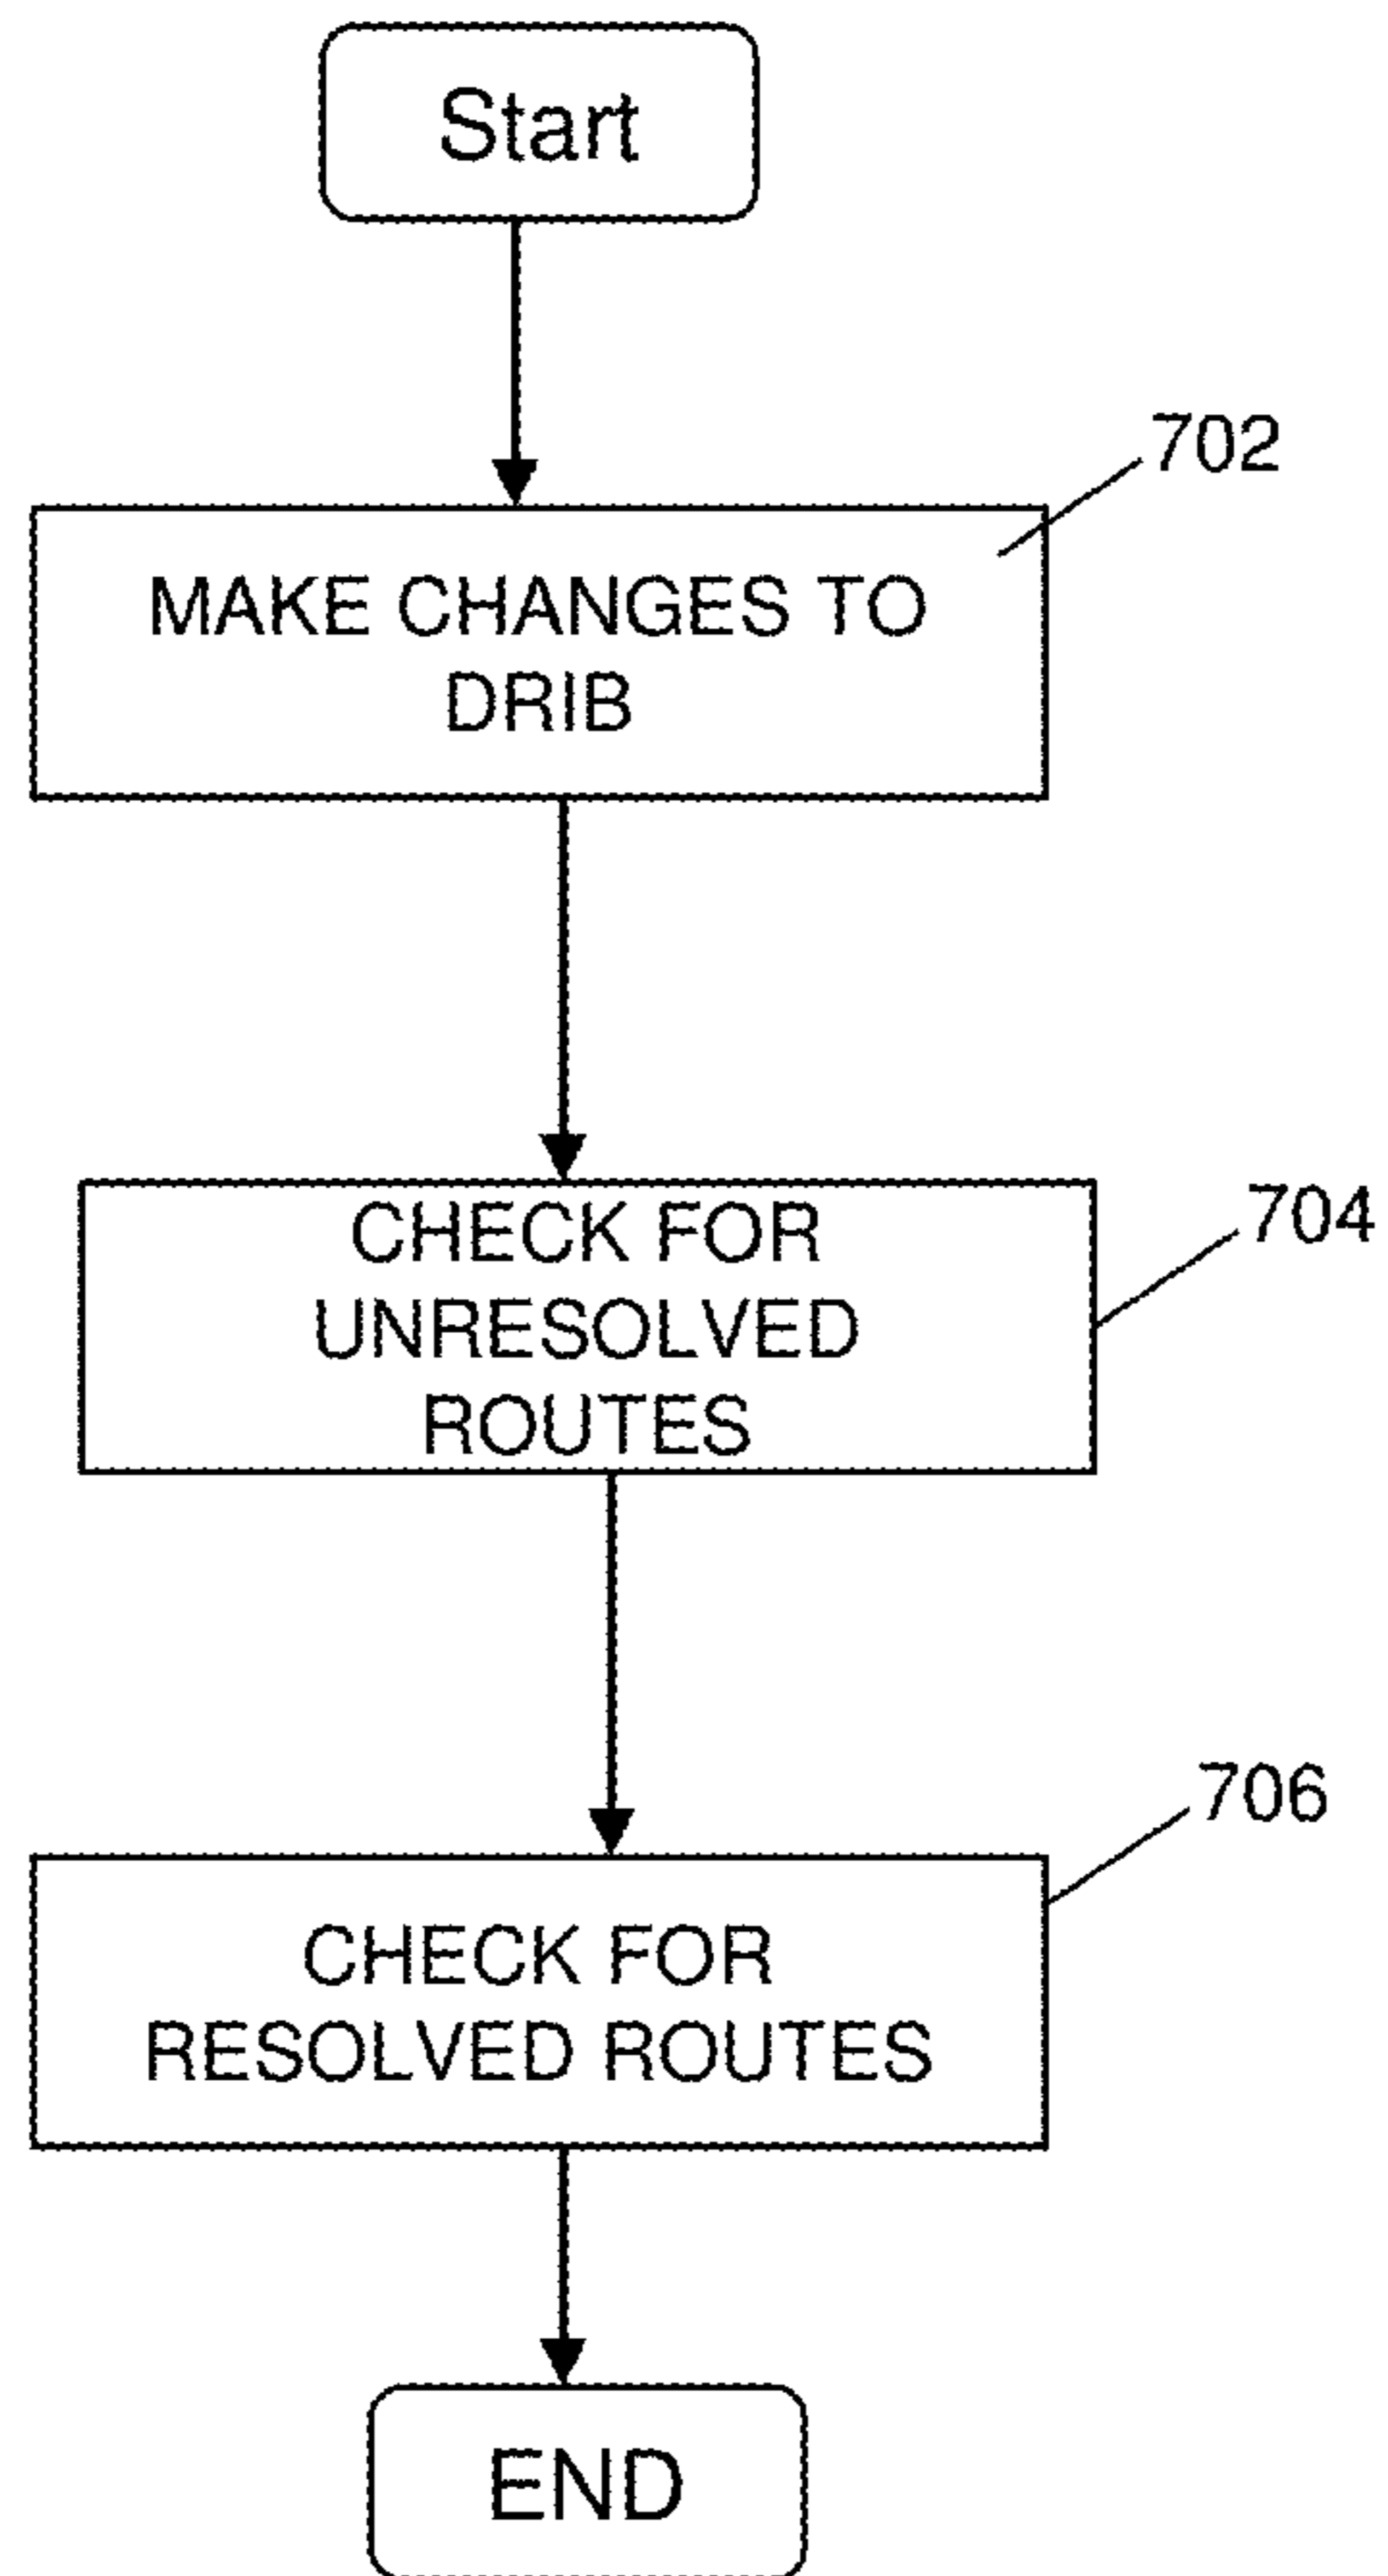 Start
702
MAKE CHANGES TO
DRIB
CHECK FOR
704
UNRESOLVED
ROUTES
706
CHECK FOR
RESOLVED ROUTES
END